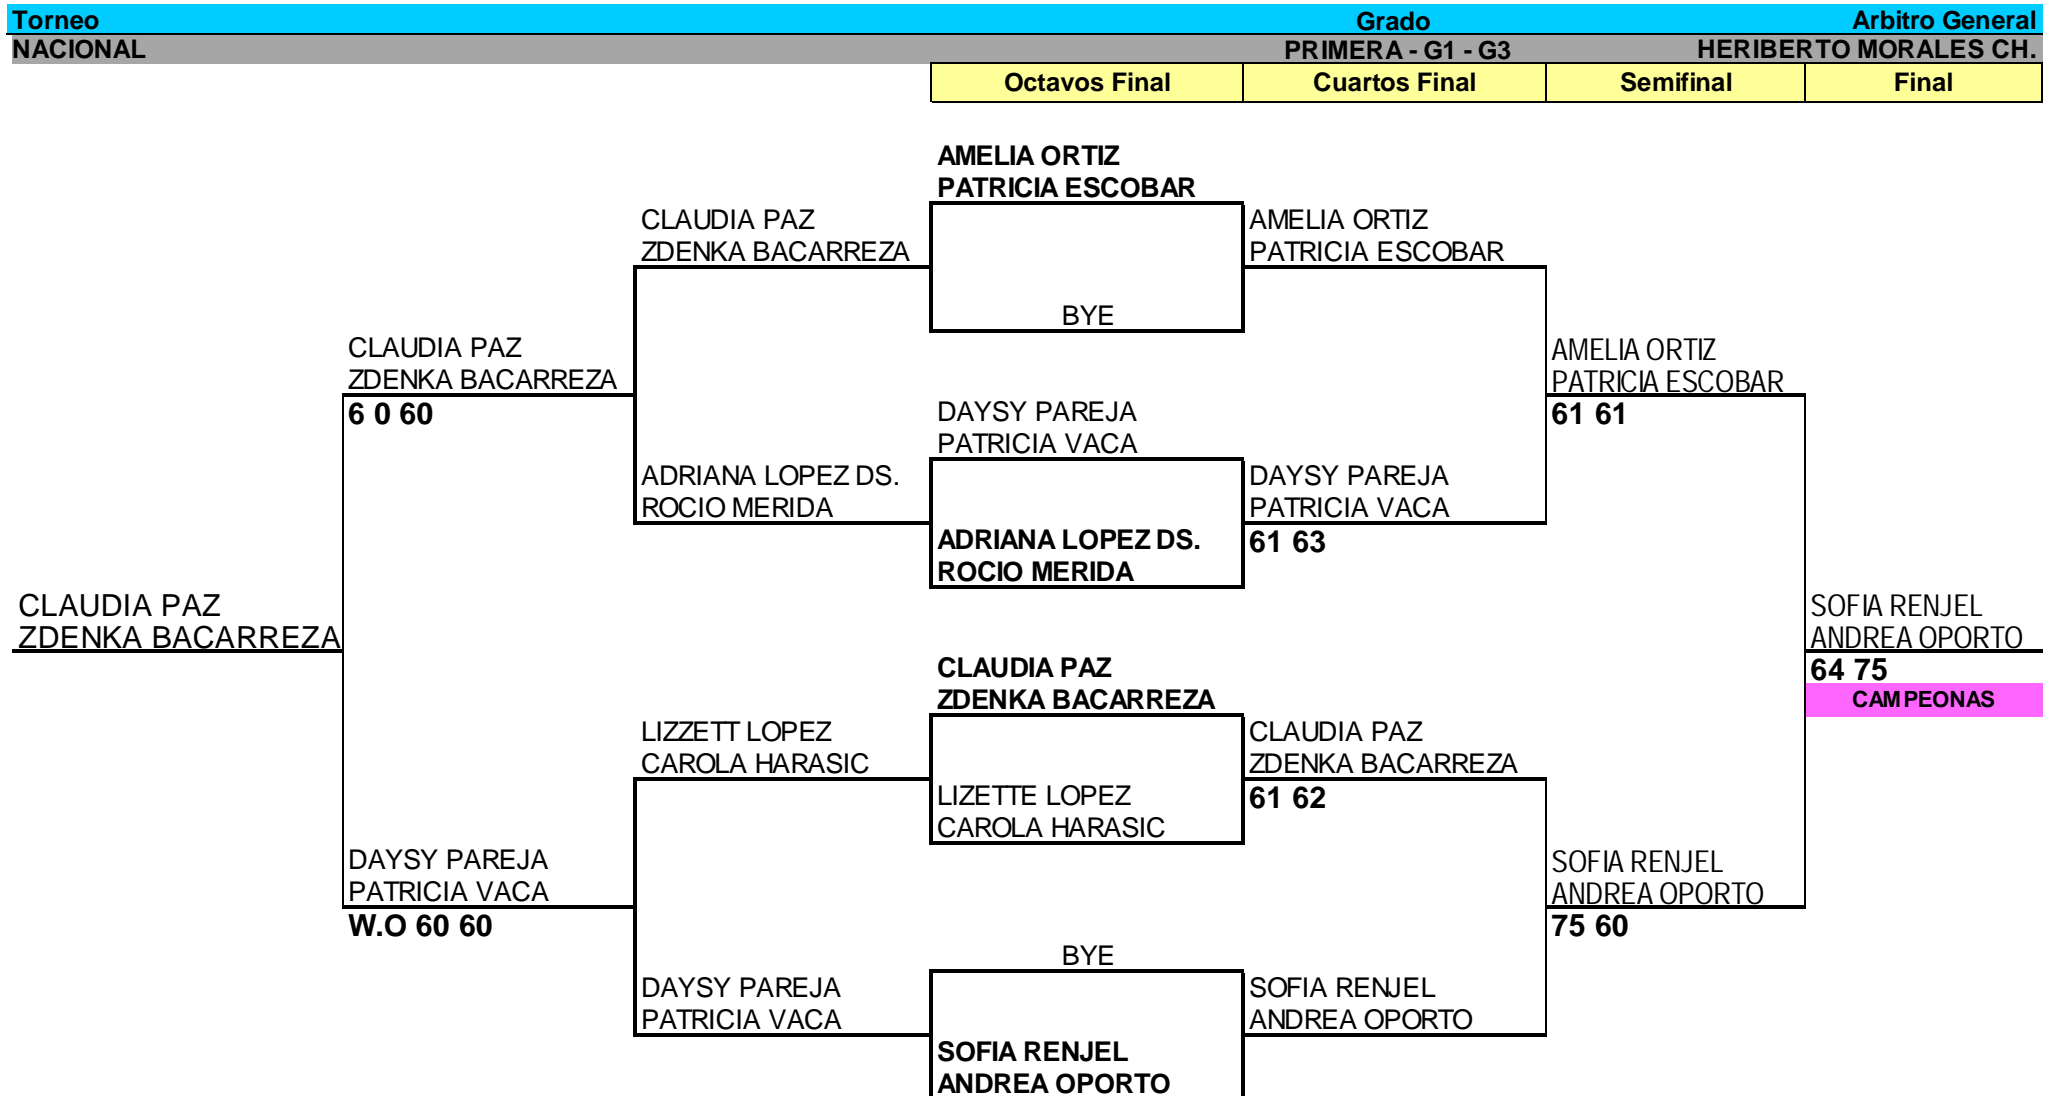 Torneo Grado Arbitro General
NACIONAL PRIMERA - G1 - G3 HERIBERTO MORALES CH.
Octavos Final Cuartos Final Semifinal Final
AMELIA ORTIZ
PATRICIA ESCOBAR
CLAUDIA PAZ AMELIA ORTIZ
ZDENKA BACARREZA PATRICIA ESCOBAR
BYE
CLAUDIA PAZ AMELIA ORTIZ
ZDENKA BACARREZA PATRICIA ESCOBAR
6 0 60 DAYSY PAREJA 61 61
PATRICIA VACA
ADRIANA LOPEZ DS. DAYSY PAREJA
ROCIO MERIDA PATRICIA VACA
ADRIANA LOPEZ DS. 61 63
ROCIO MERIDA
CLAUDIA PAZ SOFIA RENJEL
ZDENKA BACARREZA ANDREA OPORTO
CLAUDIA PAZ 64 75
ZDENKA BACARREZA CAMPEONAS
LIZZETT LOPEZ CLAUDIA PAZ
CAROLA HARASIC ZDENKA BACARREZA
LIZETTE LOPEZ 61 62
CAROLA HARASIC
DAYSY PAREJA SOFIA RENJEL
PATRICIA VACA ANDREA OPORTO
W.O 60 60 75 60
BYE
DAYSY PAREJA SOFIA RENJEL
PATRICIA VACA ANDREA OPORTO
SOFIA RENJEL
ANDREA OPORTO